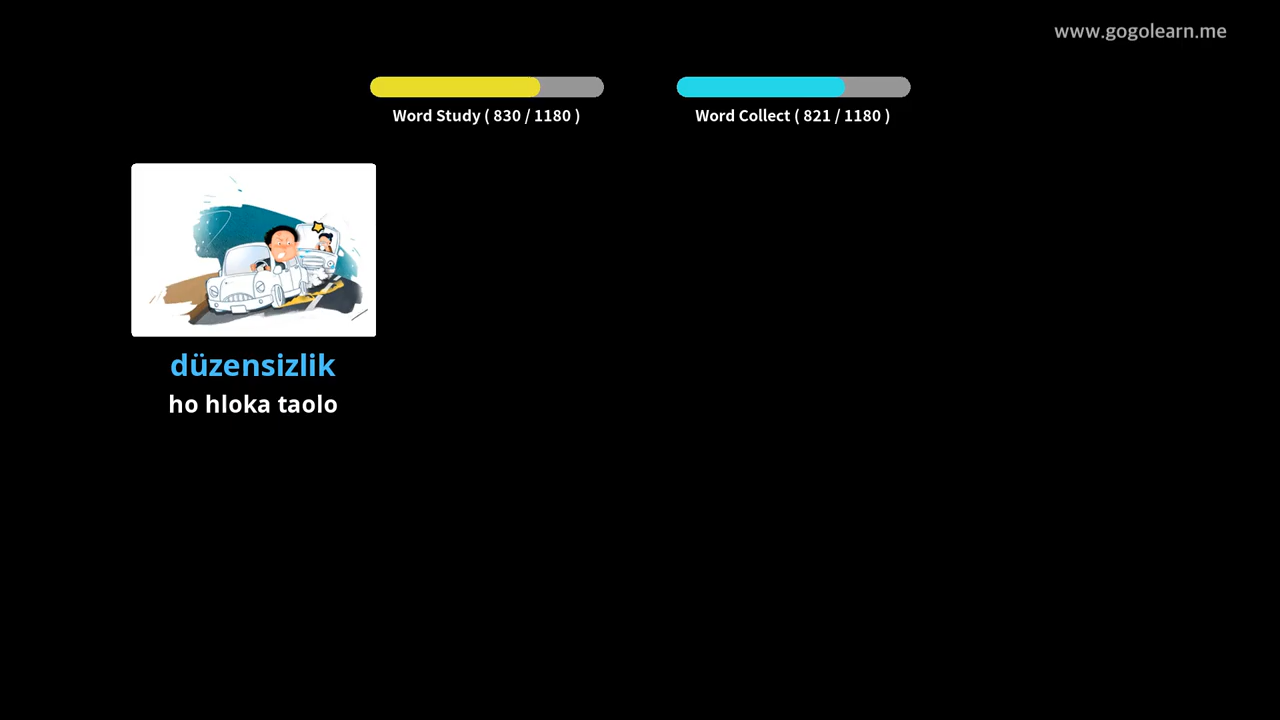 www.gogolearn.me
Word Study ( 830 / 1180 )
Word Collect ( 821 / 1180 )
düzensizlik
ho hloka taolo